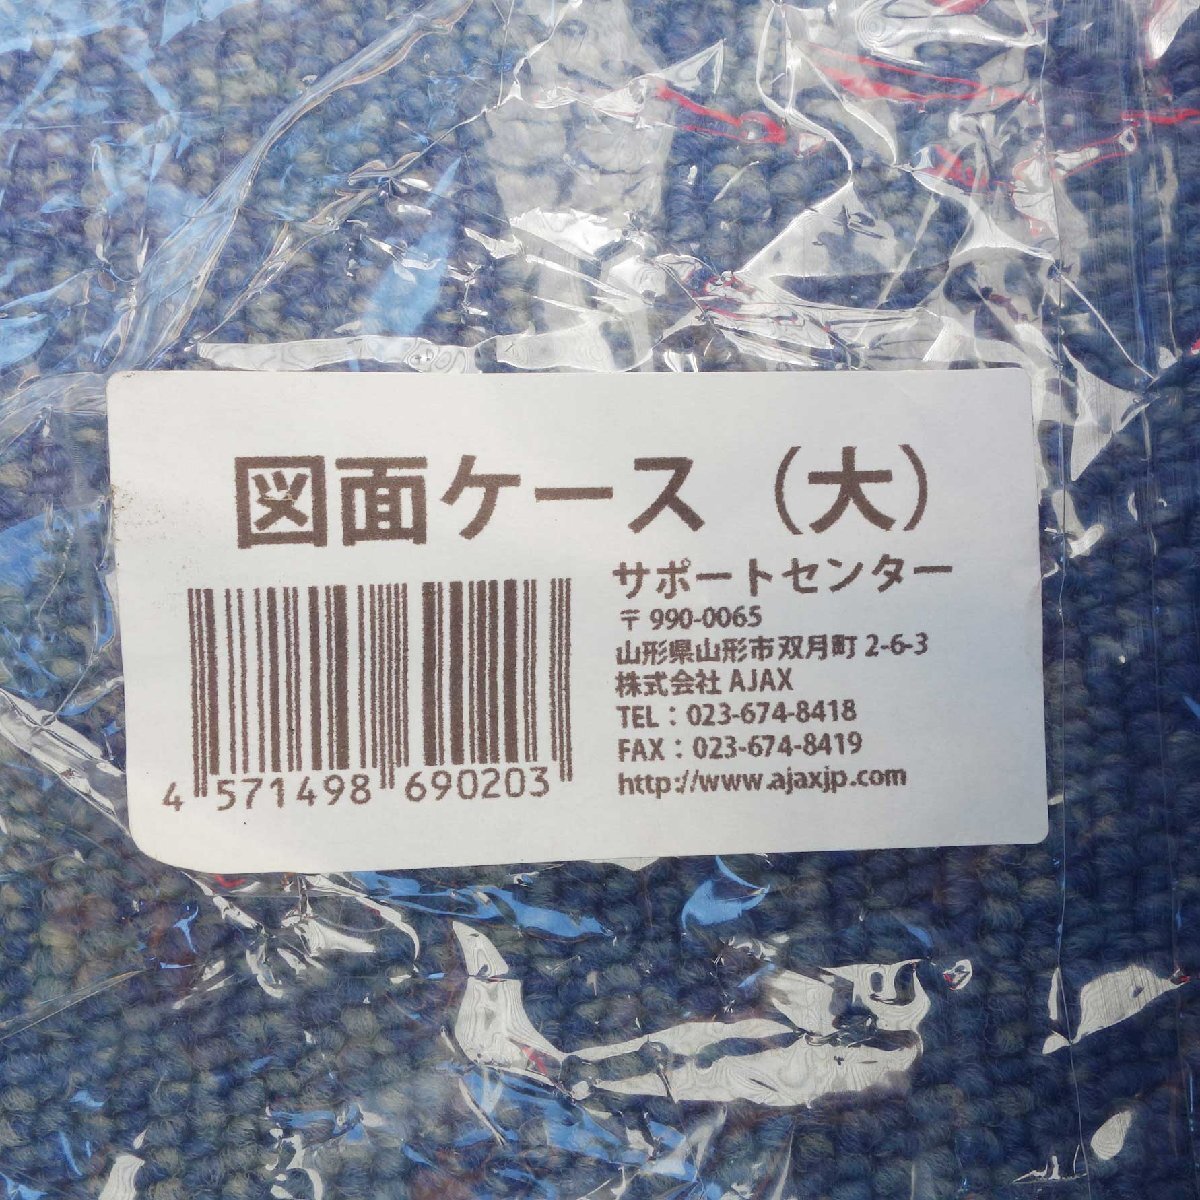 図面ケース（大）
サポートセンター
〒990-0065
山形県山形市双月町 2-6-3
株式会社 AJAX
TEL：023-674-8418
FAX：023-674-8419
http://www.ajaxjp.com
4 571498 690203